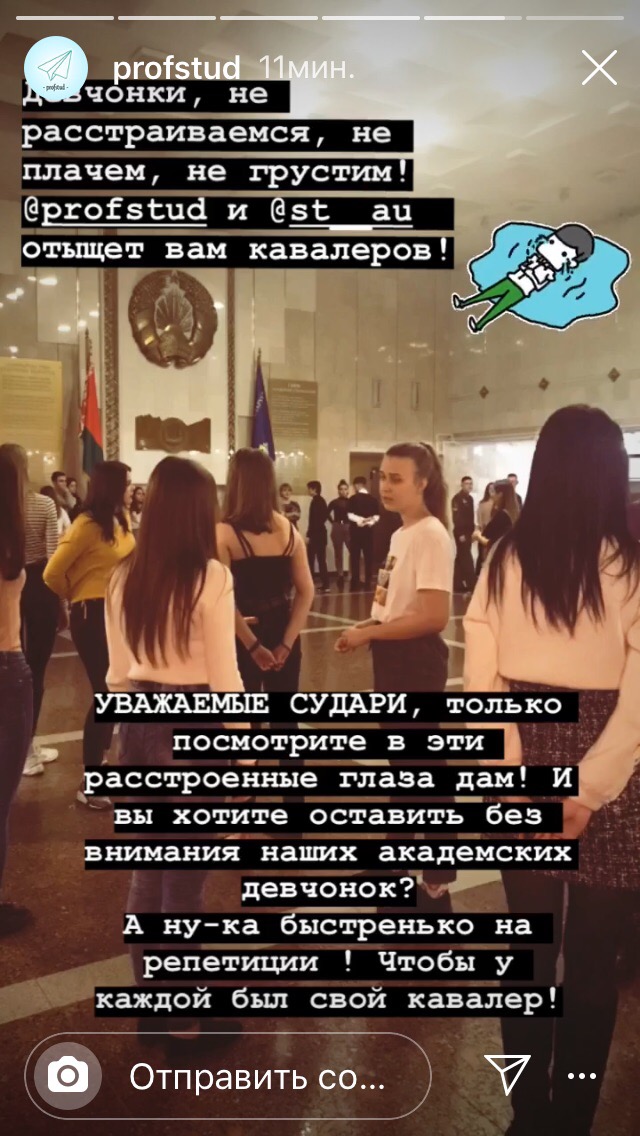 profstud 11мин.
Девчонки, не
расстраиваемся, не
плачем, не грустим!
@profstud и @st__au
отыщет вам кавалеров!
УВАЖАЕМЫЕ СУДАРИ, только
посмотрите в эти
расстроенные глаза дам! И
вы хотите оставить без
внимания наших академских
девчонок?
А ну-ка быстренько на
репетиции ! Чтобы у
каждой был свой кавалер!
Отправить со...